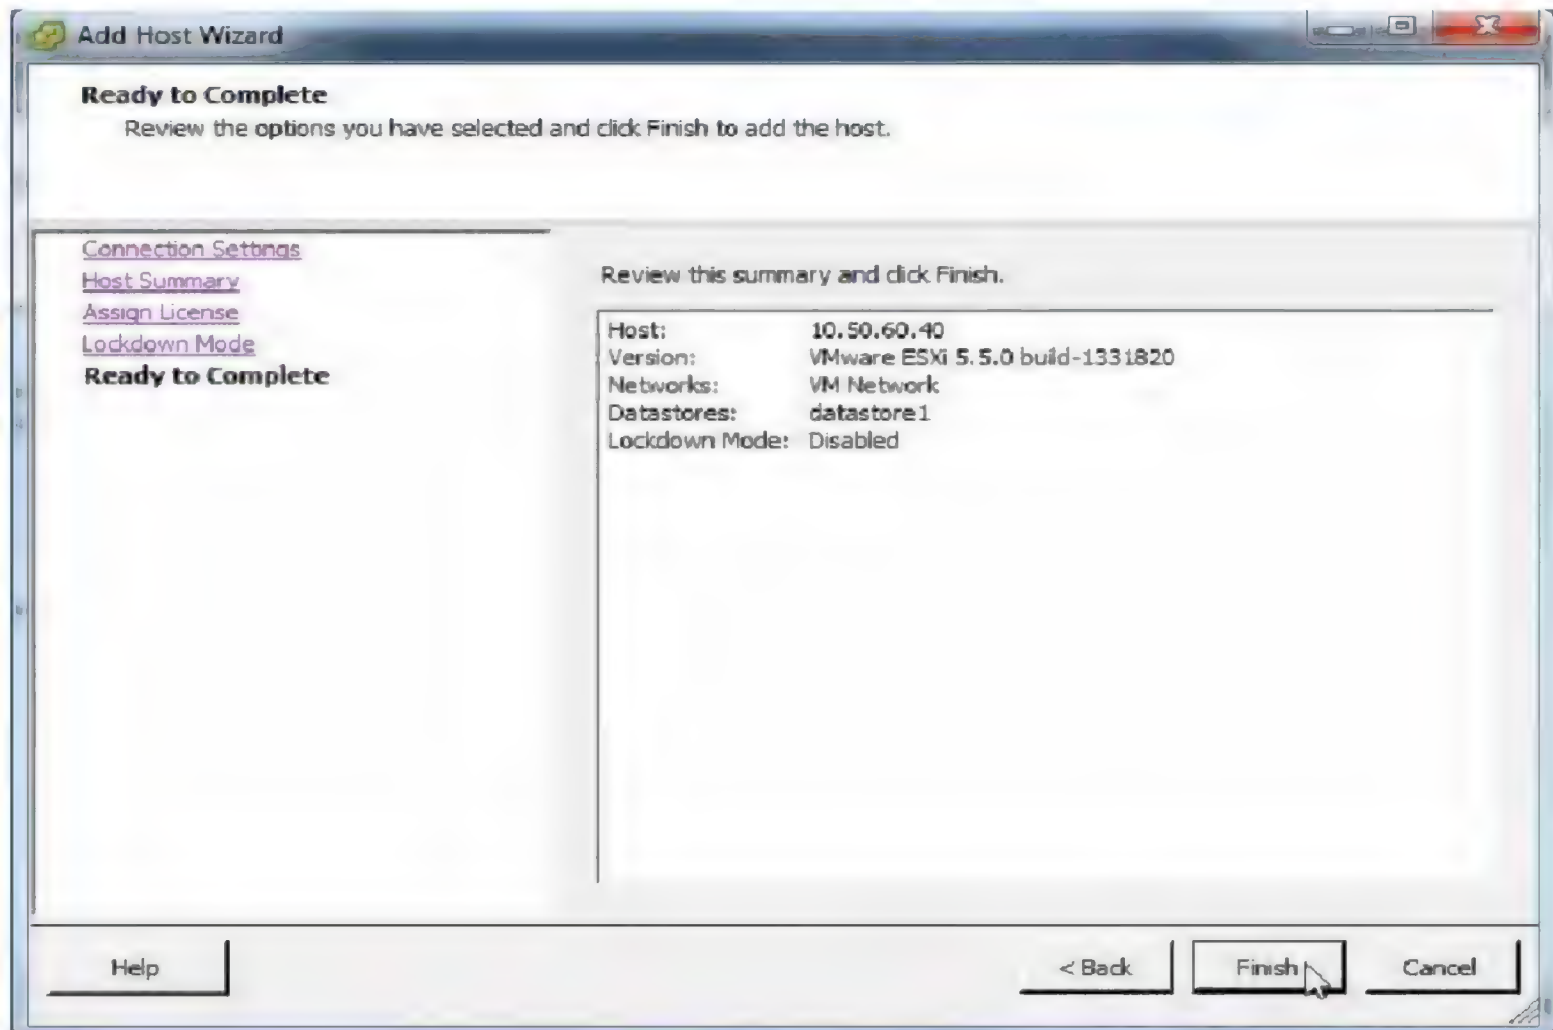 Add Host Wizard
Ready to Complete
Review the options you have selected and click Finish to add the host.
Connection Settings
Host Summary
Assign License
Lockdown Mode
Ready to Complete
Review this summary and click Finish.
Host: 10.50.60.40
Version: VMware ESXi 5.5.0 build-1331820
Networks: VM Network
Datastores: datastore1
Lockdown Mode: Disabled
Help
< Back
Finish
Cancel